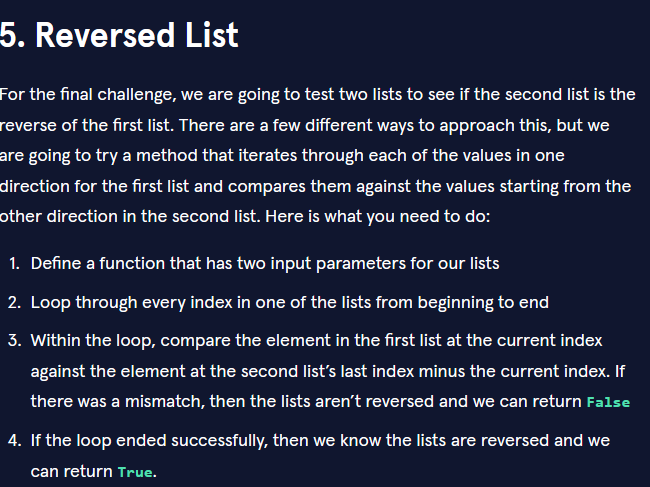 5. Reversed List
For the final challenge, we are going to test two lists to see if the second list is the
reverse of the first list. There are a few different ways to approach this, but we
are going to try a method that iterates through each of the values in one
direction for the first list and compares them against the values starting from the
other direction in the second list. Here is what you need to do:
1. Define a function that has two input parameters for our lists
2. Loop through every index in one of the lists from beginning to end
3. Within the loop, compare the element in the first list at the current index
against the element at the second list’s last index minus the current index. If
there was a mismatch, then the lists aren’t reversed and we can return False
4. If the loop ended successfully, then we know the lists are reversed and we
can return True.